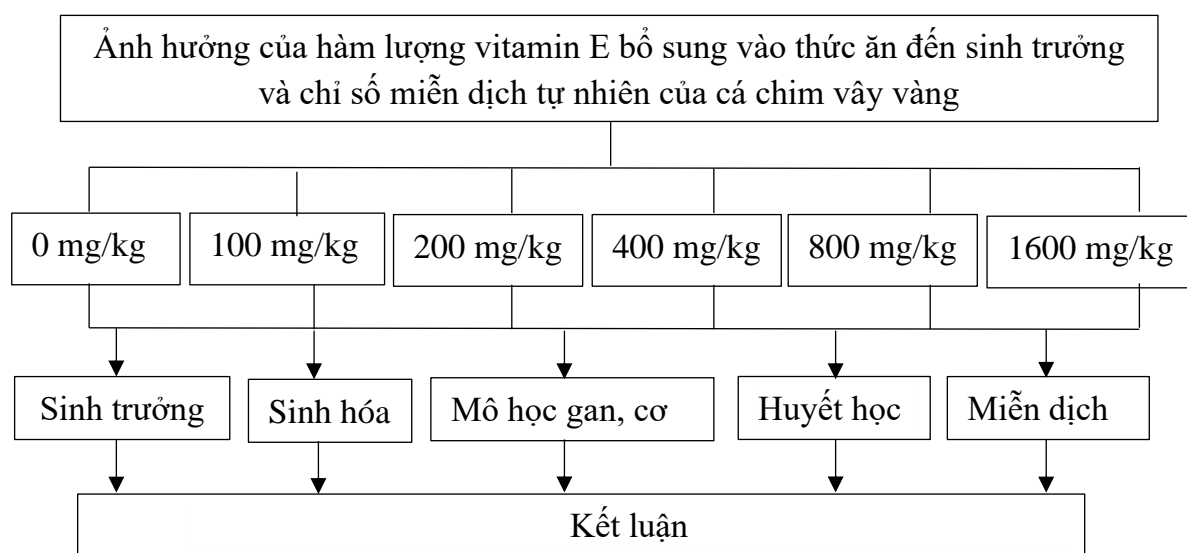 Ảnh hưởng của hàm lượng vitamin E bổ sung vào thức ăn đến sinh trưởng
và chỉ số miễn dịch tự nhiên của cá chim vây vàng
0 mg/kg
100 mg/kg
200 mg/kg
400 mg/kg
800 mg/kg
1600 mg/kg
Sinh trưởng
Sinh hóa
Mô học gan, cơ
Huyết học
Miễn dịch
Kết luận